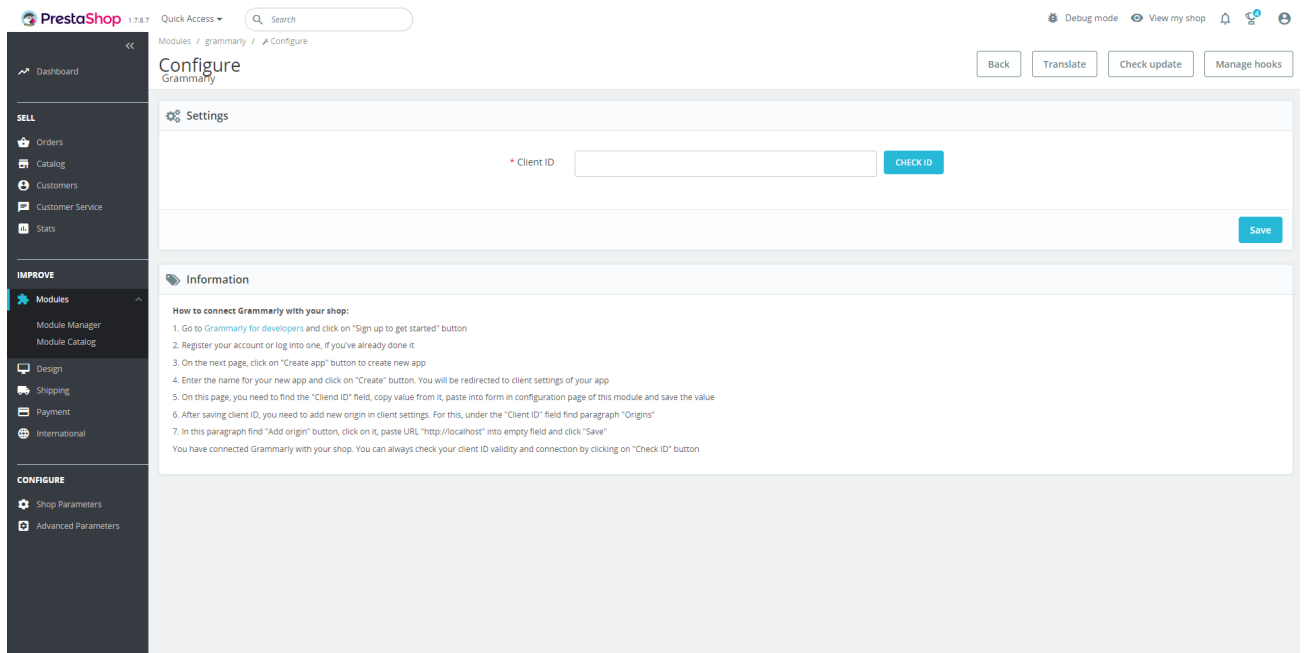 PrestaShop 1.7.8.7 Quick Access Search Debug mode View my shop 4
Modules / grammarly / Configure
Configure
Grammarly
Back Translate Check update Manage hooks
Dashboard
SELL
Orders
Catalog
Customers
Customer Service
Stats
IMPROVE
Modules
Module Manager
Module Catalog
Design
Shipping
Payment
International
CONFIGURE
Shop Parameters
Advanced Parameters
Settings
* Client ID CHECK ID
Save
Information
How to connect Grammarly with your shop:
1. Go to Grammarly for developers and click on "Sign up to get started" button
2. Register your account or log into one, if you've already done it
3. On the next page, click on "Create app" button to create new app
4. Enter the name for your new app and click on "Create" button. You will be redirected to client settings of your app
5. On this page, you need to find the "Cliend ID" field, copy value from it, paste into form in configuration page of this module and save the value
6. After saving client ID, you need to add new origin in client settings. For this, under the "Client ID" field find paragraph "Origins"
7. In this paragraph find "Add origin" button, click on it, paste URL "http://localhost" into empty field and click "Save"
You have connected Grammarly with your shop. You can always check your client ID validity and connection by clicking on "Check ID" button